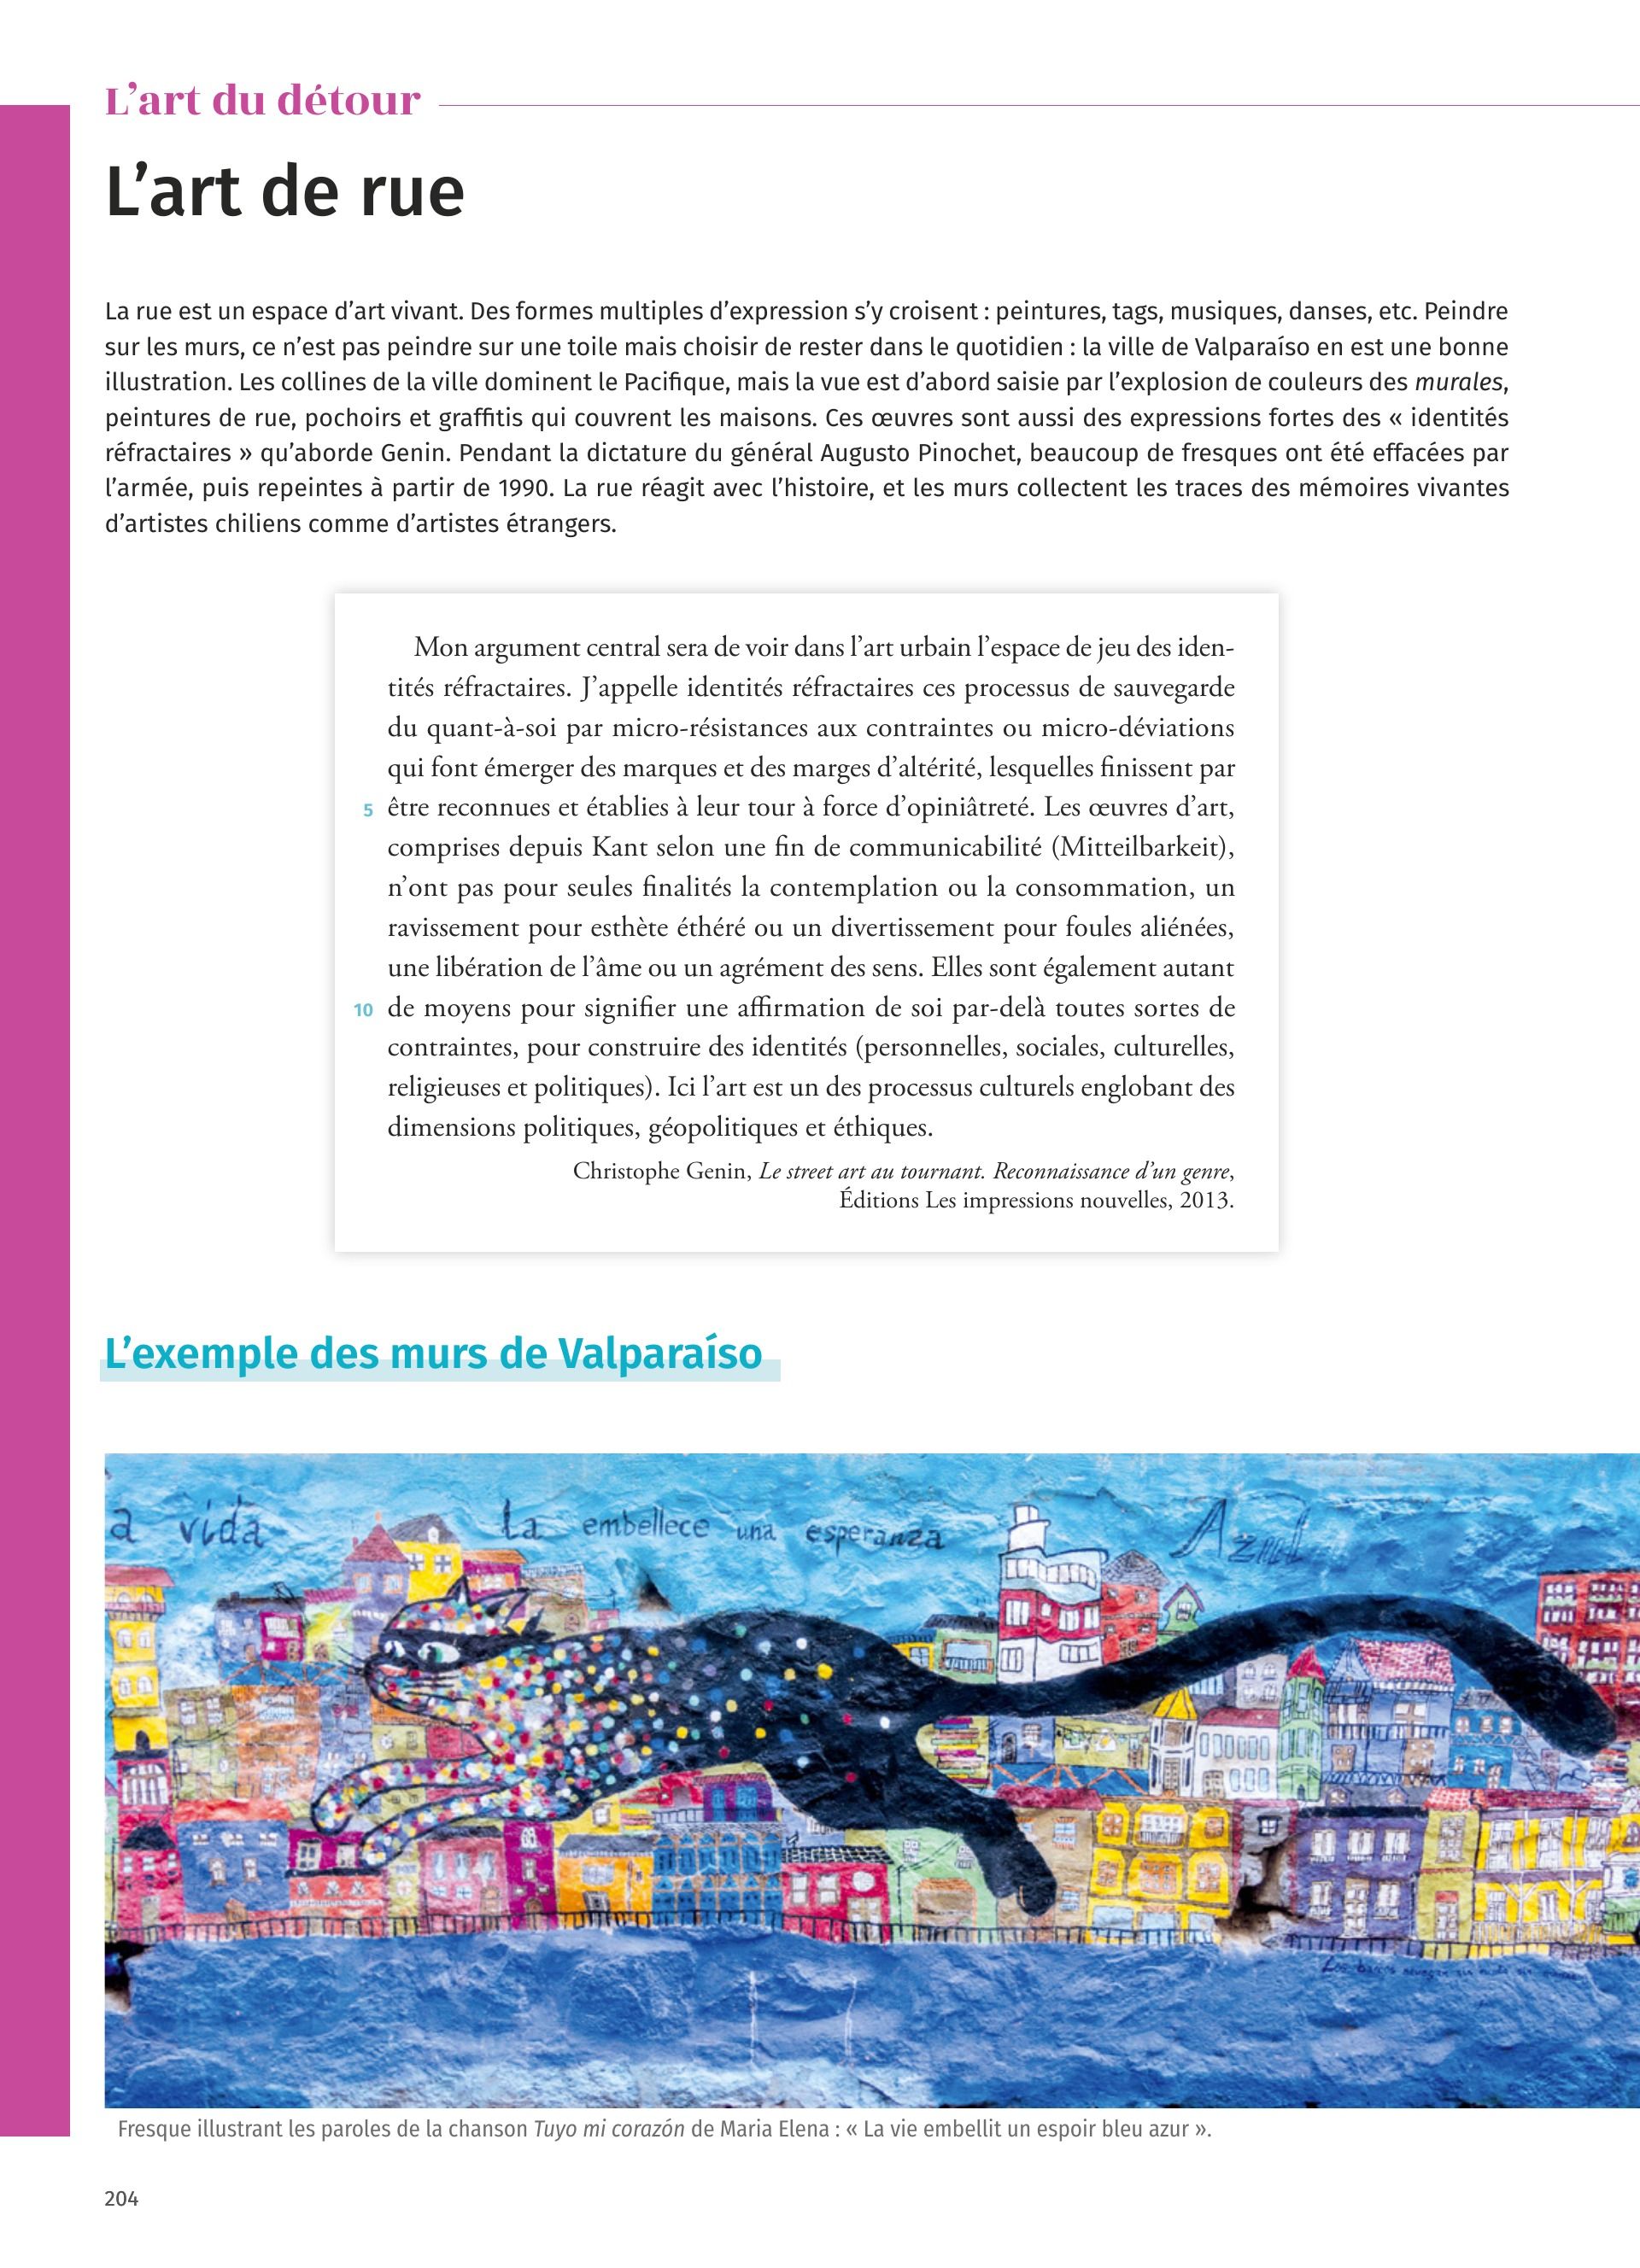 L’art du détour
L’art de rue
La rue est un espace d’art vivant. Des formes multiples d’expression s’y croisent : peintures, tags, musiques, danses, etc. Peindre
sur les murs, ce n’est pas peindre sur une toile mais choisir de rester dans le quotidien : la ville de Valparaíso en est une bonne
illustration. Les collines de la ville dominent le Pacifique, mais la vue est d’abord saisie par l’explosion de couleurs des murales,
peintures de rue, pochoirs et graffitis qui couvrent les maisons. Ces œuvres sont aussi des expressions fortes des « identités
réfractaires » qu’aborde Genin. Pendant la dictature du général Augusto Pinochet, beaucoup de fresques ont été effacées par
l’armée, puis repeintes à partir de 1990. La rue réagit avec l’histoire, et les murs collectent les traces des mémoires vivantes
d’artistes chiliens comme d’artistes étrangers.
Mon argument central sera de voir dans l’art urbain l’espace de jeu des iden-
tités réfractaires. J’appelle identités réfractaires ces processus de sauvegarde
du quant-à-soi par micro-résistances aux contraintes ou micro-déviations
qui font émerger des marques et des marges d’altérité, lesquelles finissent par
5 être reconnues et établies à leur tour à force d’opiniâtreté. Les œuvres d’art,
comprises depuis Kant selon une fin de communicabilité (Mitteilbarkeit),
n’ont pas pour seules finalités la contemplation ou la consommation, un
ravissement pour esthète éthéré ou un divertissement pour foules aliénées,
une libération de l’âme ou un agrément des sens. Elles sont également autant
10 de moyens pour signifier une affirmation de soi par-delà toutes sortes de
contraintes, pour construire des identités (personnelles, sociales, culturelles,
religieuses et politiques). Ici l’art est un des processus culturels englobant des
dimensions politiques, géopolitiques et éthiques.
Christophe Genin, Le street art au tournant. Reconnaissance d’un genre,
Éditions Les impressions nouvelles, 2013.
L’exemple des murs de Valparaíso
a vida la embellece una esperanza Azul
Los barcos navegan
Fresque illustrant les paroles de la chanson Tuyo mi corazón de Maria Elena : « La vie embellit un espoir bleu azur ».
204